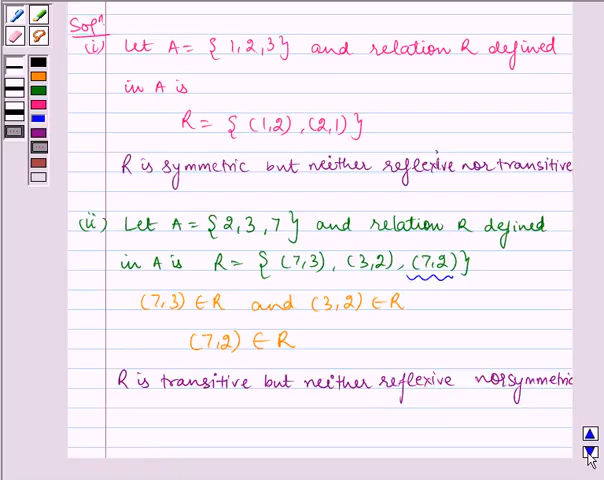 Solⁿ:
(i) Let A = { 1, 2, 3 } and relation R defined
in A is
R = { (1,2) , (2,1) }
R is symmetric but neither reflexive nor transitive
(ii) Let A = { 2, 3, 7 } and relation R defined
in A is R = { (7,3) , (3,2) , (7,2) }
(7,3) ∈ R and (3,2) ∈ R
(7,2) ∈ R
R is transitive but neither reflexive nor symmetric